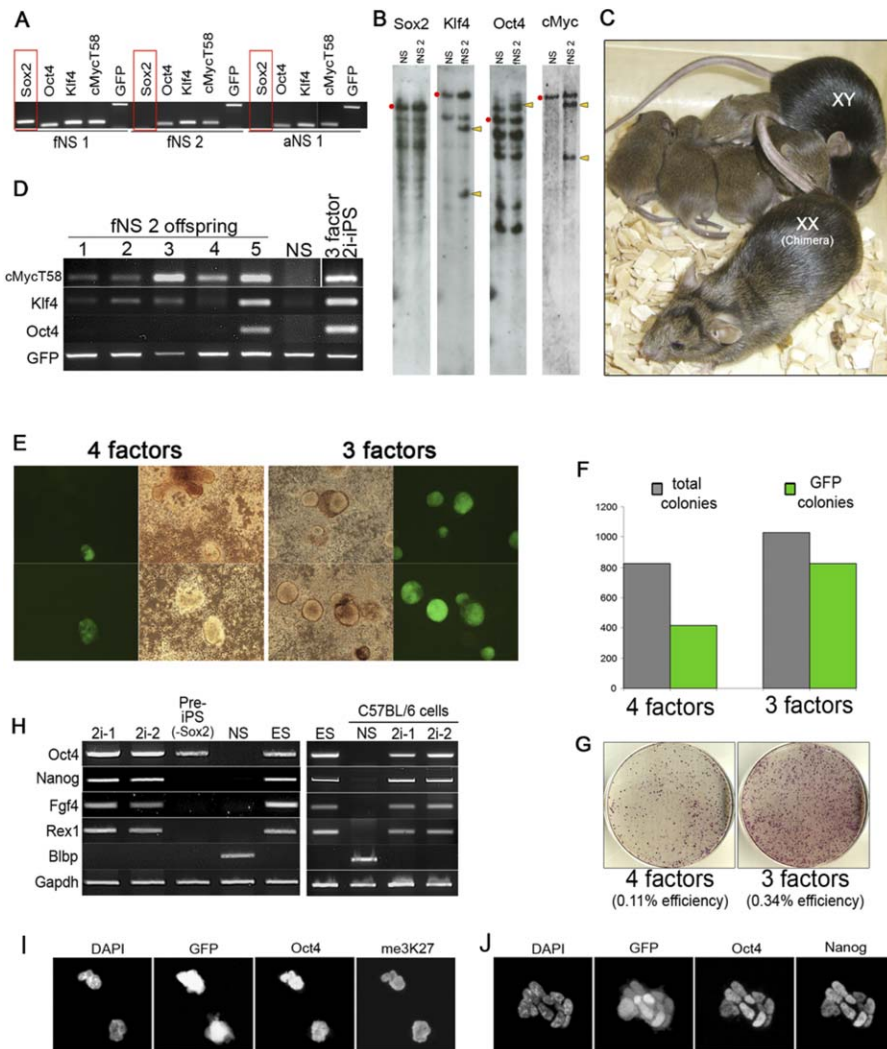 A
Sox2 Oct4 Klf4 cMycT58 GFP Sox2 Oct4 Klf4 cMycT58 GFP Sox2 Oct4 Klf4 cMycT58 GFP
fNS 1 fNS 2 aNS 1
B
Sox2 Klf4 Oct4 cMyc
NS fNS 2 NS fNS 2 NS fNS 2 NS fNS 2
C
XY
XX
(Chimera)
D
fNS 2 offspring
1 2 3 4 5 NS 3 factor 2i-iPS
cMycT58
Klf4
Oct4
GFP
E
4 factors 3 factors
F
total colonies GFP colonies
1200
1000
800
600
400
200
0
4 factors 3 factors
G
4 factors 3 factors
(0.11% efficiency) (0.34% efficiency)
H
2i-1 2i-2 Pre-iPS (-Sox2) NS ES
C57BL/6 cells
ES NS 2i-1 2i-2
Oct4
Nanog
Fgf4
Rex1
Blbp
Gapdh
I
DAPI GFP Oct4 me3K27
J
DAPI GFP Oct4 Nanog